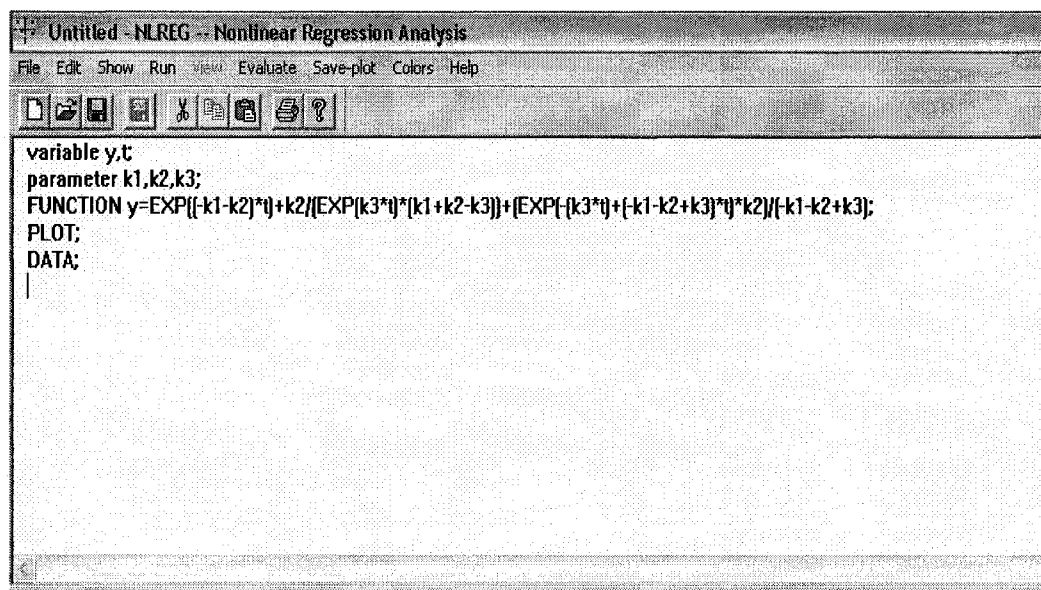 Untitled - NLREG -- Nonlinear Regression Analysis
File Edit Show Run View Evaluate Save-plot Colors Help
variable y,t;
parameter k1,k2,k3;
FUNCTION y=EXP((-k1-k2)*t)+k2/(EXP(k3*t)*(k1+k2-k3))+(EXP(-(k3*t)+(-k1-k2+k3)*t)*k2)/(-k1-k2+k3);
PLOT;
DATA;